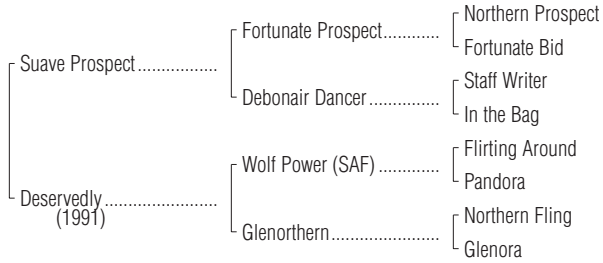 Northern Prospect
Fortunate Prospect............
Fortunate Bid
Suave Prospect.................
Staff Writer
Debonair Dancer...............
In the Bag
Flirting Around
Wolf Power (SAF).............
Pandora
Deservedly........................
(1991)
Northern Fling
Glenorthern.......................
Glenora